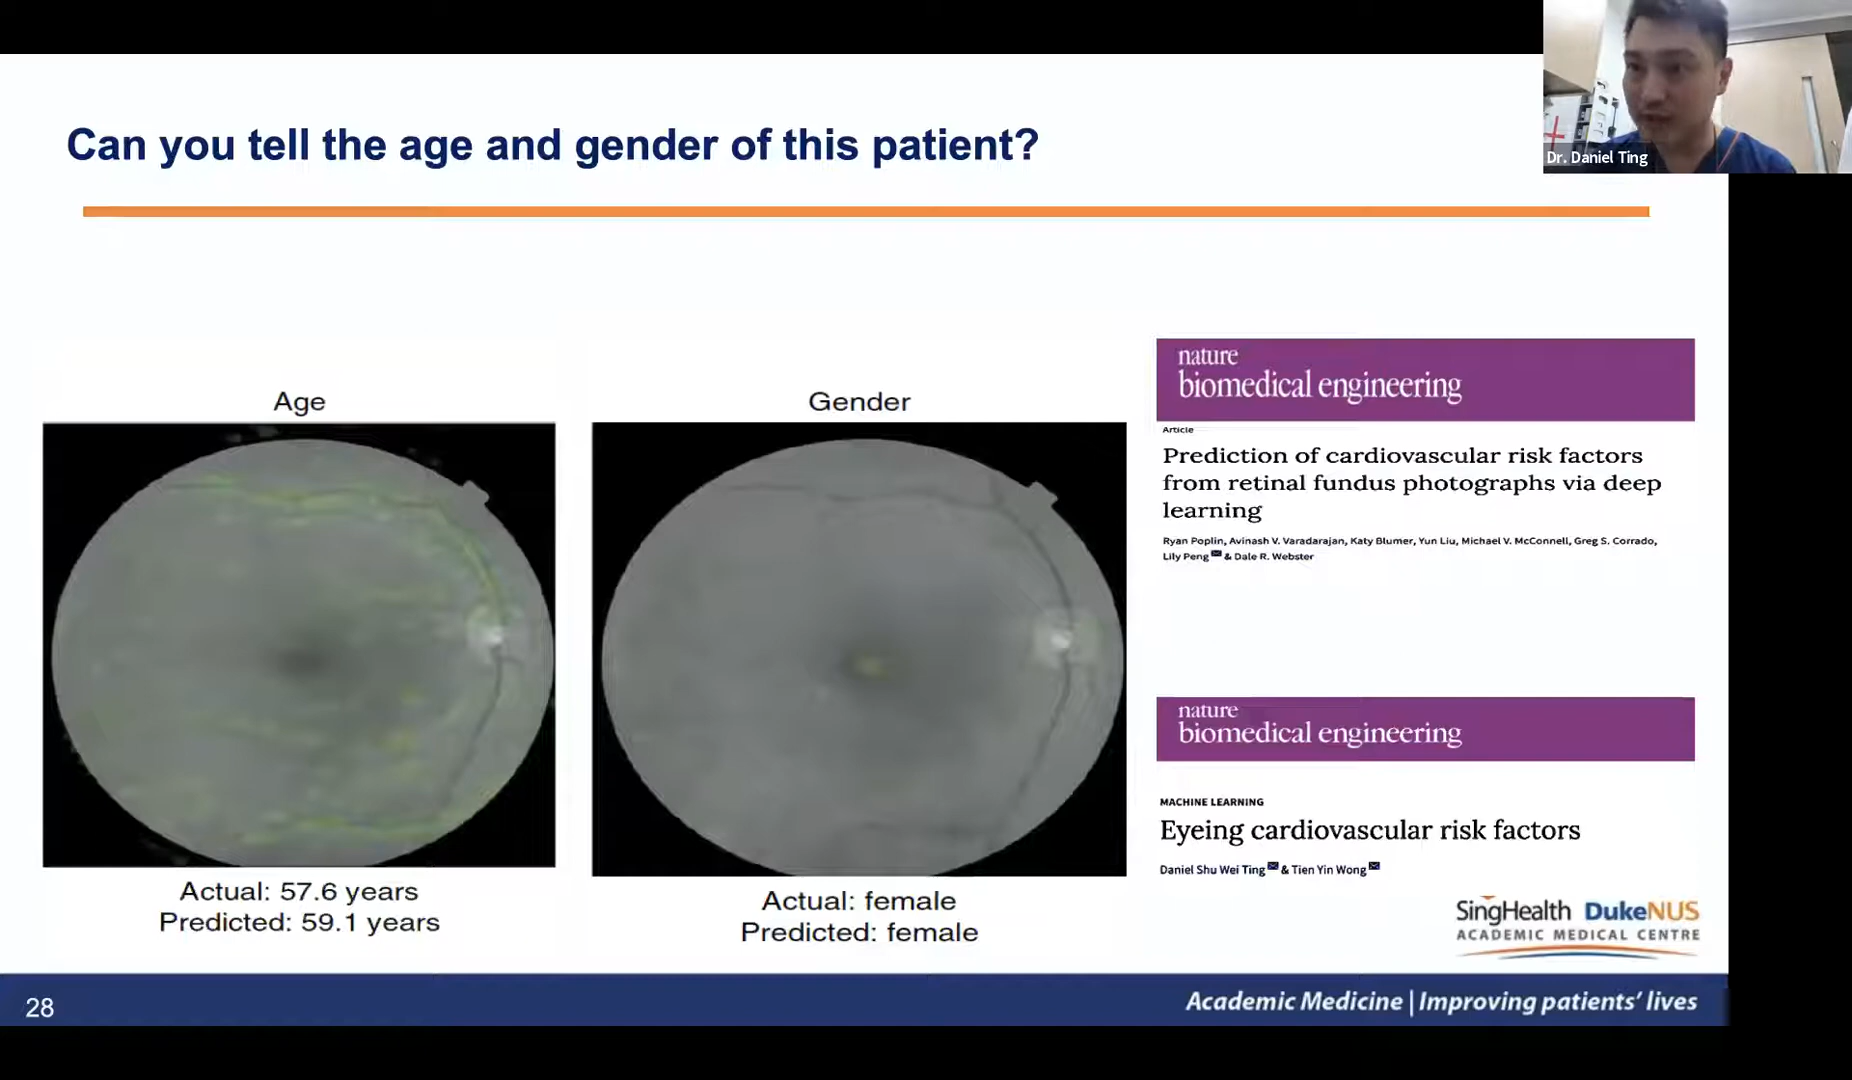 Can you tell the age and gender of this patient?
Dr. Daniel Ting
Age
Gender
Actual: 57.6 years
Predicted: 59.1 years
Actual: female
Predicted: female
nature
biomedical engineering
Article
Prediction of cardiovascular risk factors
from retinal fundus photographs via deep
learning
Ryan Poplin, Avinash V. Varadarajan, Katy Blumer, Yun Liu, Michael V. McConnell, Greg S. Corrado,
Lily Peng & Dale R. Webster
nature
biomedical engineering
MACHINE LEARNING
Eyeing cardiovascular risk factors
Daniel Shu Wei Ting & Tien Yin Wong
SingHealth DukeNUS
ACADEMIC MEDICAL CENTRE
28
Academic Medicine | Improving patients' lives